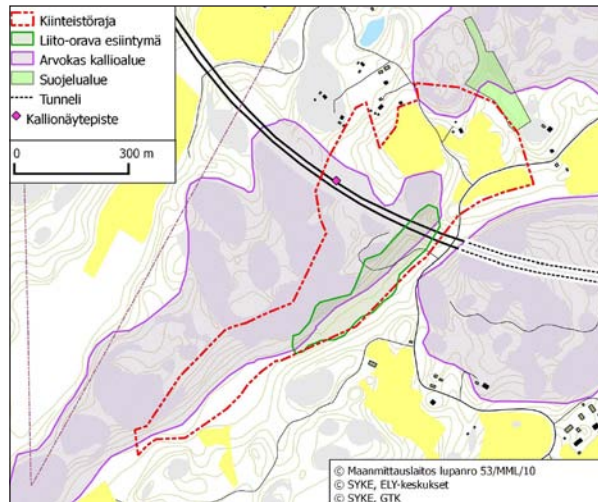 Kiinteistöraja
Liito-orava esiintymä
Arvokas kallioalue
Suojelualue
Tunneli
Kallionäytepiste
0 300 m
© Maanmittauslaitos lupanro 53/MML/10
© SYKE, ELY-keskukset
© SYKE, GTK